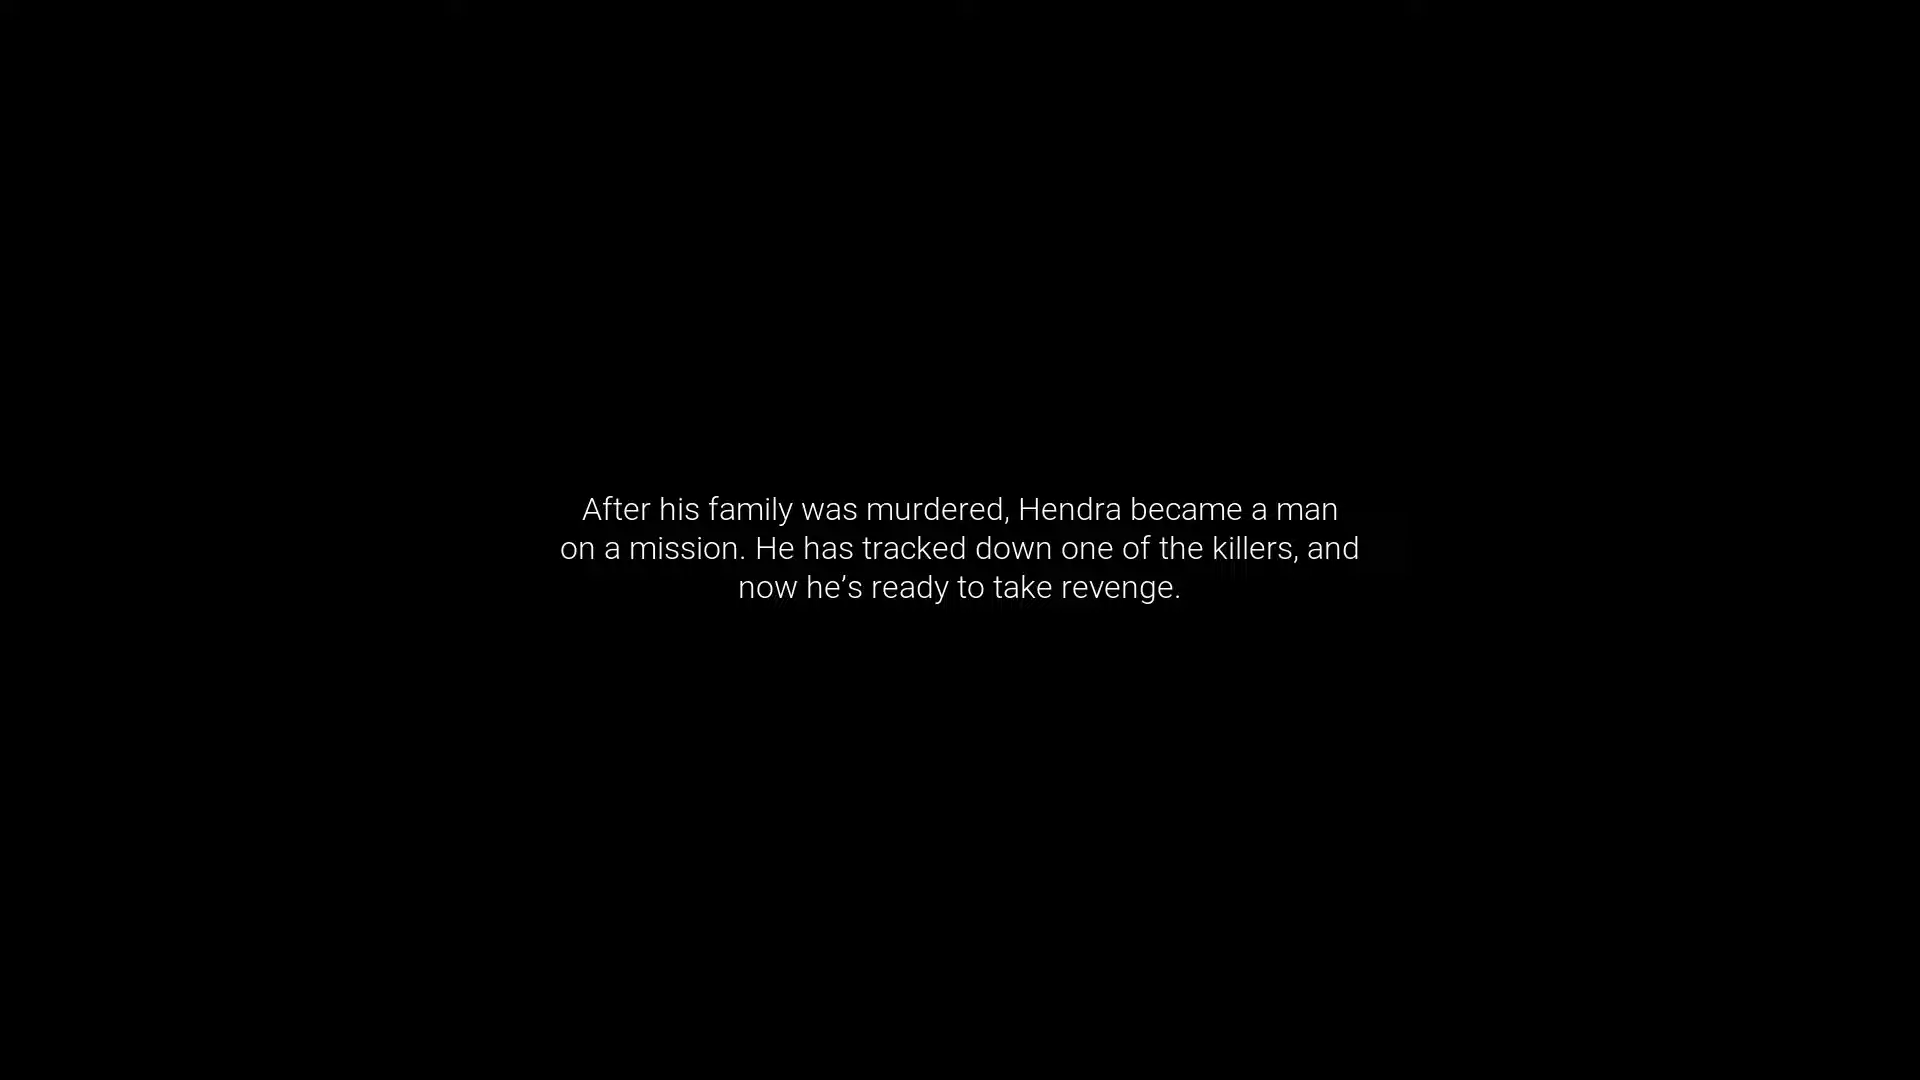 After his family was murdered, Hendra became a man
on a mission. He has tracked down one of the killers, and
now he’s ready to take revenge.